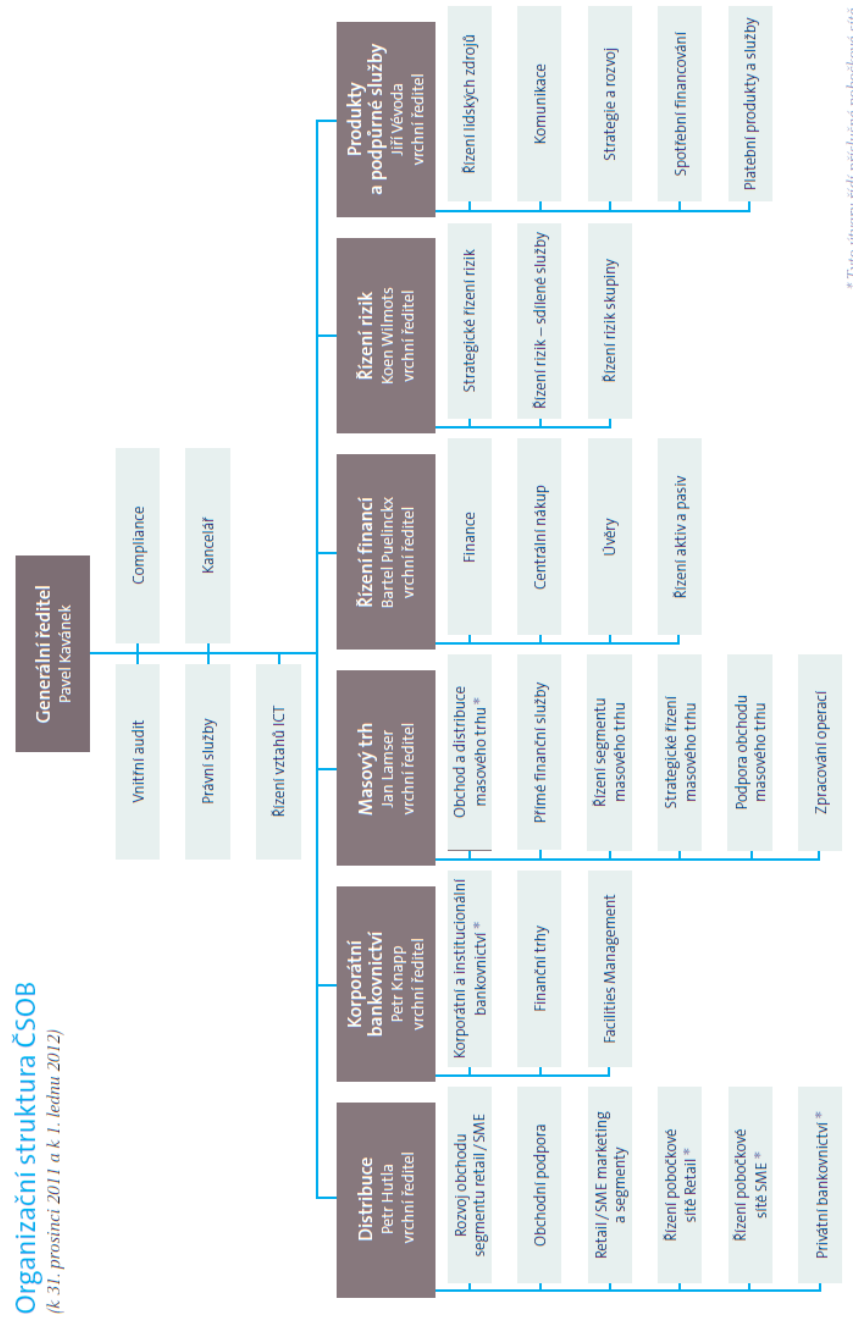 Organizační struktura ČSOB
(k 31. prosinci 2011 a k 1. lednu 2012)
Generální ředitel
Pavel Kavánek
Vnitřní audit
Compliance
Právní služby
Kancelář
Řízení vztahů ICT
Distribuce
Petr Hutla
vrchní ředitel
Rozvoj obchodu
segmentu retail/SME
Obchodní podpora
Retail/SME marketing
a segmenty
Řízení pobočkové
sítě Retail *
Řízení pobočkové
sítě SME *
Privátní bankovnictví *
Korporátní
bankovnictví
Petr Knapp
vrchní ředitel
Korporátní a institucionální
bankovnictví *
Finanční trhy
Facilities Management
Masový trh
Jan Lamser
vrchní ředitel
Obchod a distribuce
masového trhu *
Přímé finanční služby
Řízení segmentu
masového trhu
Strategické řízení
masového trhu
Podpora obchodu
masového trhu
Zpracování operací
Řízení financí
Bartel Puelinckx
vrchní ředitel
Finance
Centrální nákup
Úvěry
Řízení aktiv a pasiv
Řízení rizik
Koen Wilmots
vrchní ředitel
Strategické řízení rizik
Řízení rizik – sdílené služby
Řízení rizik skupiny
Produkty
a podpůrné služby
Jiří Vévoda
vrchní ředitel
Řízení lidských zdrojů
Komunikace
Strategie a rozvoj
Spotřební financování
Platební produkty a služby
* Tyto útvary řídí příslušné pobočkové sítě